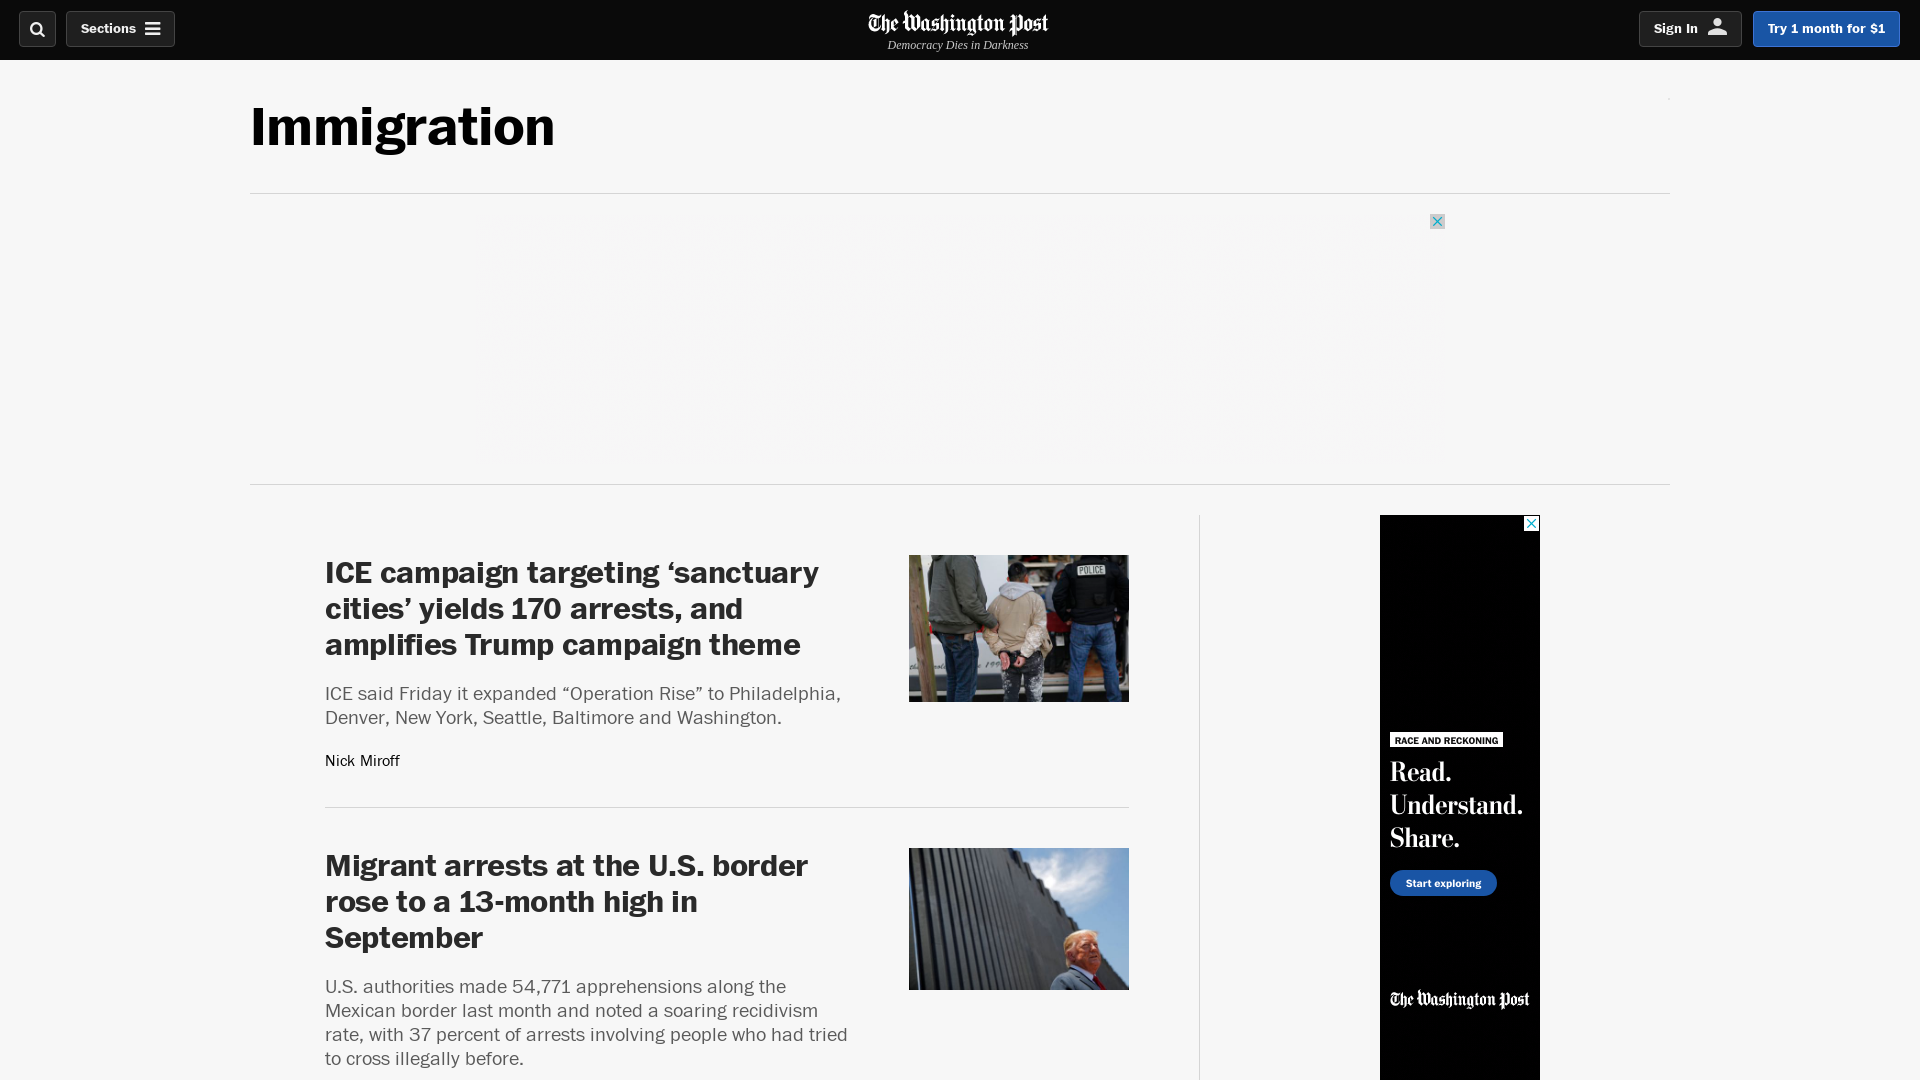 Sections
The Washington Post
Democracy Dies in Darkness
Sign In
Try 1 month for $1
Immigration
ICE campaign targeting ‘sanctuary
cities’ yields 170 arrests, and
amplifies Trump campaign theme
ICE said Friday it expanded “Operation Rise” to Philadelphia,
Denver, New York, Seattle, Baltimore and Washington.
Nick Miroff
POLICE
Migrant arrests at the U.S. border
rose to a 13-month high in
September
U.S. authorities made 54,771 apprehensions along the
Mexican border last month and noted a soaring recidivism
rate, with 37 percent of arrests involving people who had tried
to cross illegally before.
RACE AND RECKONING
Read.
Understand.
Share.
Start exploring
The Washington Post